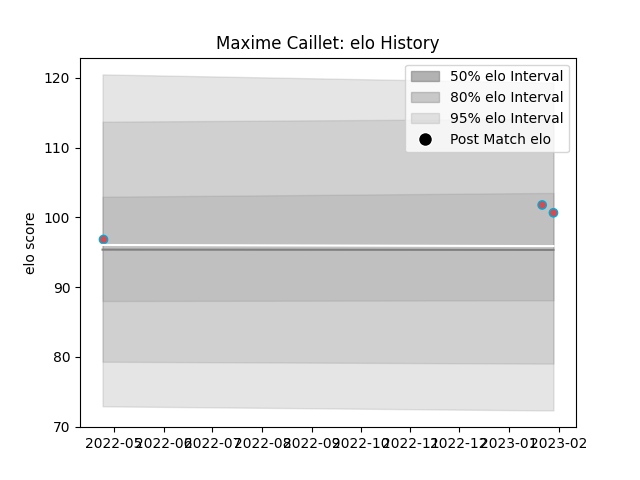 Maxime Caillet: elo History
120
110
100
90
80
70
elo score
50% elo Interval
80% elo Interval
95% elo Interval
Post Match elo
2022-05 2022-06 2022-07 2022-08 2022-09 2022-10 2022-11 2022-12 2023-01 2023-02